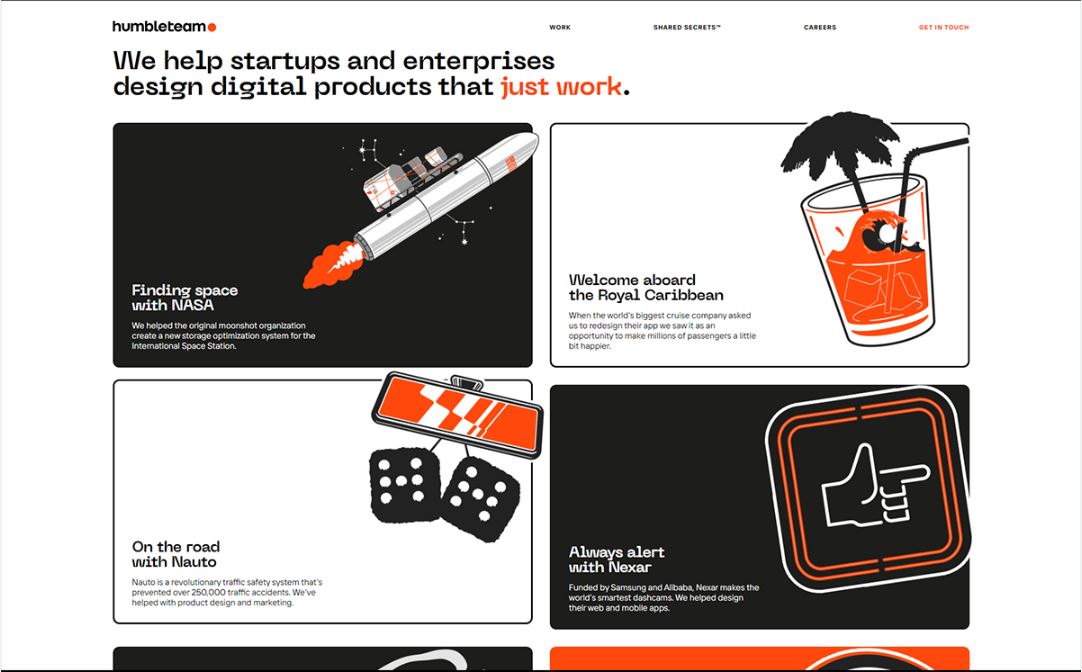 humbleteam
WORK
SHARED SECRETS™
CAREERS
GET IN TOUCH
We help startups and enterprises
design digital products that just work.
Finding space
with NASA
We helped the original moonshot organization
create a new storage optimization system for the
International Space Station.
Welcome aboard
the Royal Caribbean
When the world's biggest cruise company asked
us to redesign their app we saw it as an
opportunity to make millions of passengers a little
bit happier.
On the road
with Nauto
Nauto is a revolutionary traffic safety system that's
prevented over 250,000 traffic accidents. We've
helped with product design and marketing.
Always alert
with Nexar
Funded by Samsung and Alibaba, Nexar makes the
world's smartest dashcams. We helped design
their web and mobile apps.